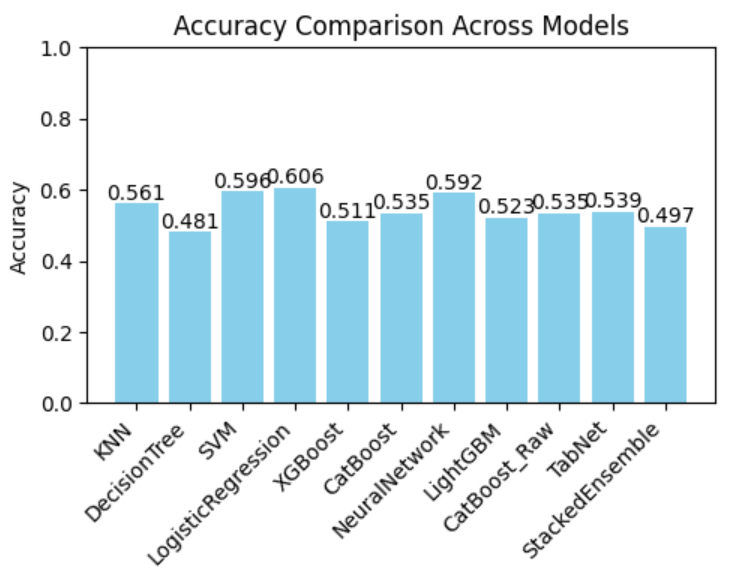 Accuracy Comparison Across Models
1.0
0.8
0.6
0.4
0.2
0.0
Accuracy
0.561
0.481
0.596
0.606
0.511
0.535
0.592
0.523
0.535
0.539
0.497
KNN
DecisionTree
SVM
LogisticRegression
XGBoost
CatBoost
NeuralNetwork
LightGBM
CatBoost_Raw
TabNet
StackedEnsemble